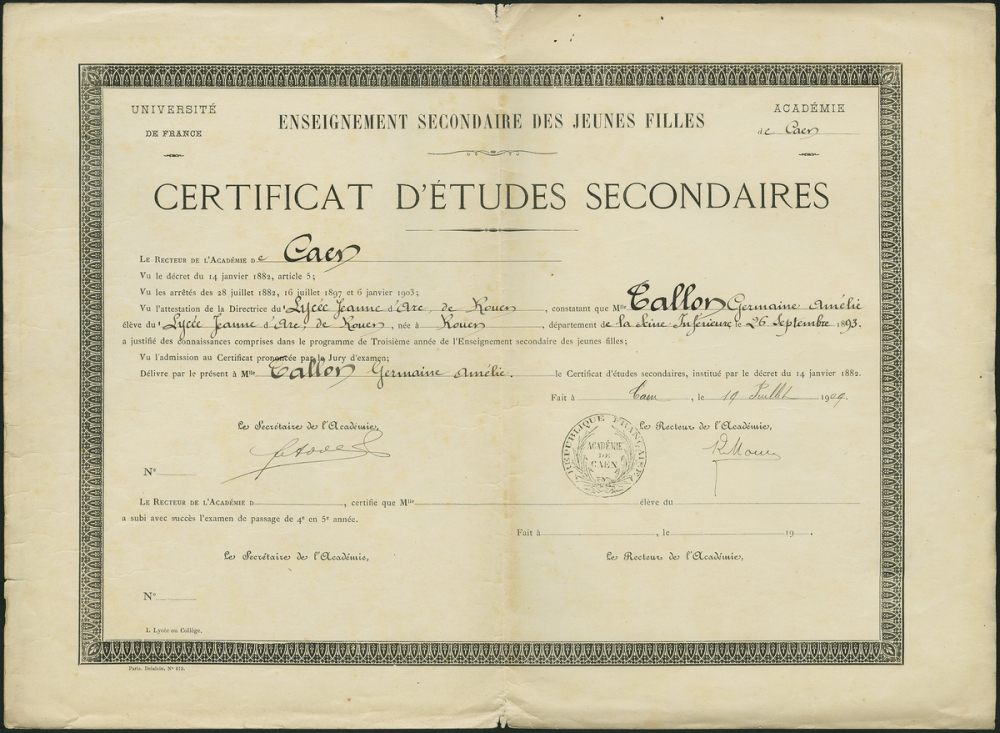 UNIVERSITÉ
DE FRANCE
ENSEIGNEMENT SECONDAIRE DES JEUNES FILLES
ACADÉMIE
de Caen
CERTIFICAT D'ÉTUDES SECONDAIRES
LE RECTEUR DE L'ACADÉMIE De Caen
Vu le décret du 14 janvier 1882, article 5;
Vu les arrêtés des 28 juillet 1882, 16 juillet 1897 et 6 janvier 1903;
Vu l'attestation de la Directrice du Lycée Jeanne d'Arc, de Rouen, constatant que Mlle Tallon Germaine Amélie
élève du Lycée Jeanne d'Arc, de Rouen, née à Rouen, département de la Seine Inférieure, le 26 Septembre 1893,
a justifié des connaissances comprises dans le programme de Troisième année de l'Enseignement secondaire des jeunes filles;
Vu l'admission au Certificat prononcée par le Jury d'examen;
Délivre par le présent à Mlle Tallon Germaine Amélie. le Certificat d'études secondaires, institué par le décret du 14 janvier 1882.
Fait à Caen, le 19 Juillet 1909.
Le Secrétaire de l'Académie,
Le Recteur de l'Académie,
RÉPUBLIQUE FRANÇAISE
ACADÉMIE
DE
CAEN
N°
LE RECTEUR DE L'ACADÉMIE D, certifie que Mlle élève du
a subi avec succès l'examen de passage de 4e en 5e année.
Fait à, le 19.
Le Secrétaire de l'Académie,
Le Recteur de l'Académie,
N°
I. Lycée ou Collège.
Paris. Delalain, N° 512.